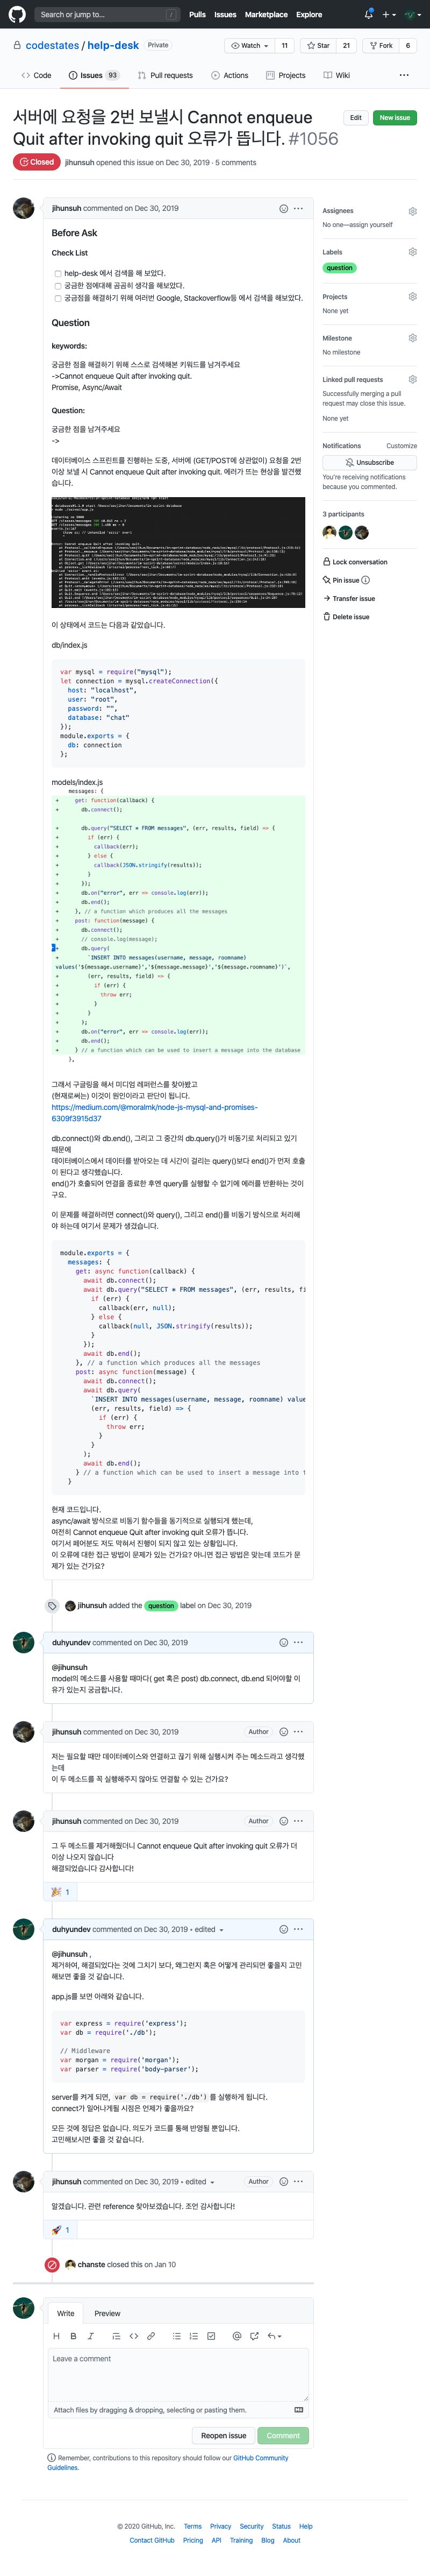 Search or jump to...
/
Pulls Issues Marketplace Explore
codestates / help-desk Private
Watch 11 Star 21 Fork 6
Code Issues 93 Pull requests Actions Projects Wiki
서버에 요청을 2번 보낼시 Cannot enqueue
Quit after invoking quit 오류가 뜹니다. #1056
Edit New issue
Closed jihunsuh opened this issue on Dec 30, 2019 · 5 comments
jihunsuh commented on Dec 30, 2019
Before Ask
Check List
help-desk 에서 검색을 해 보았다.
궁금한 점에대해 곰곰히 생각을 해보았다.
궁금점을 해결하기 위해 여러번 Google, Stackoverflow등 에서 검색을 해보았다.
Question
keywords:
궁금한 점을 해결하기 위해 스스로 검색해본 키워드를 남겨주세요
->Cannot enqueue Quit after invoking quit.
Promise, Async/Await
Question:
궁금한 점을 남겨주세요
->
데이터베이스 스프린트를 진행하는 도중, 서버에 (GET/POST에 상관없이) 요청을 2번
이상 보낼 시 Cannot enqueue Quit after invoking quit. 에러가 뜨는 현상을 발견했
습니다.
이 상태에서 코드는 다음과 같았습니다.
db/index.js
var mysql = require("mysql");
let connection = mysql.createConnection({
host: "localhost",
user: "root",
password: "",
database: "chat"
});
module.exports = {
db: connection
};
models/index.js
messages: {
+ get: function(callback) {
+ db.connect();
+ db.query("SELECT * FROM messages", (err, results, field) => {
+ if (err) {
+ callback(err);
+ } else {
+ callback(JSON.stringify(results));
+ }
+ });
+ db.on("error", err => console.log(err));
+ db.end();
+ }, // a function which produces all the messages
+ post: function(message) {
+ db.connect();
+ // console.log(message);
+ db.query(
+ `INSERT INTO messages(username, message, roomname)
values('${message.username}','${message.message}','${message.roomname}')`,
+ (err, results, field) => {
+ if (err) {
+ throw err;
+ }
+ }
+ );
+ db.on("error", err => console.log(err));
+ db.end();
+ } // a function which can be used to insert a message into the database
},
그래서 구글링을 해서 미디엄 레퍼런스를 찾아봤고
(현재로써는) 이것이 원인이라고 판단이 됩니다.
https://medium.com/@moralmk/node-js-mysql-and-promises-
6309f3915d37
db.connect()와 db.end(), 그리고 그 중간의 db.query()가 비동기로 처리되고 있기
때문에
데이터베이스에서 데이터를 받아오는 데 시간이 걸리는 query()보다 end()가 먼저 호출
이 된다고 생각했습니다.
end()가 호출되어 연결을 종료한 후엔 query를 실행할 수 없기에 에러를 반환하는 것이
구요.
이 문제를 해결하려면 connect()와 query(), 그리고 end()를 비동기 방식으로 처리해
야 하는데 여기서 문제가 생겼습니다.
module.exports = {
messages: {
get: async function(callback) {
await db.connect();
await db.query("SELECT * FROM messages", (err, results, fi
if (err) {
callback(err, null);
} else {
callback(null, JSON.stringify(results));
}
});
await db.end();
}, // a function which produces all the messages
post: async function(message) {
await db.connect();
await db.query(
`INSERT INTO messages(username, message, roomname) value
(err, results, field) => {
if (err) {
throw err;
}
}
);
await db.end();
} // a function which can be used to insert a message into t
}
현재 코드입니다.
async/await 방식으로 비동기 함수들을 동기적으로 실행되게 했는데,
여전히 Cannot enqueue Quit after invoking quit 오류가 뜹니다.
여기서 페어분도 저도 막혀서 진행이 되지 않고 있는 상황입니다.
이 오류에 대한 접근 방법이 문제가 있는 건가요? 아니면 접근 방법은 맞는데 코드가 문
제가 있는 건가요?
jihunsuh added the question label on Dec 30, 2019
duhyundev commented on Dec 30, 2019
@jihunsuh
model의 메소드를 사용할 때마다( get 혹은 post) db.connect, db.end 되어야할 이
유가 있는지 궁금합니다.
jihunsuh commented on Dec 30, 2019 Author
저는 필요할 때만 데이터베이스와 연결하고 끊기 위해 실행시켜 주는 메소드라고 생각했
는데
이 두 메소드를 꼭 실행해주지 않아도 연결할 수 있는 건가요?
jihunsuh commented on Dec 30, 2019 Author
그 두 메소드를 제거해줬더니 Cannot enqueue Quit after invoking quit 오류가 더
이상 나오지 않습니다
해결되었습니다 감사합니다!
1
duhyundev commented on Dec 30, 2019 • edited
@jihunsuh ,
제거하여, 해결되었다는 것에 그치기 보다, 왜그런지 혹은 어떻게 관리되면 좋을지 고민
해보면 좋을 것 같습니다.
app.js를 보면 아래와 같습니다.
var express = require('express');
var db = require('./db');
// Middleware
var morgan = require('morgan');
var parser = require('body-parser');
server를 켜게 되면, var db = require('./db') 를 실행하게 됩니다.
connect가 일어나게될 시점은 언제가 좋을까요?
모든 것에 정답은 없습니다. 의도가 코드를 통해 반영될 뿐입니다.
고민해보시면 좋을 것 같습니다.
jihunsuh commented on Dec 30, 2019 • edited Author
알겠습니다. 관련 reference 찾아보겠습니다. 조언 감사합니다!
1
chanste closed this on Jan 10
Write Preview
Leave a comment
Attach files by dragging & dropping, selecting or pasting them.
Reopen issue Comment
Remember, contributions to this repository should follow our GitHub Community
Guidelines.
Assignees
No one—assign yourself
Labels
question
Projects
None yet
Milestone
No milestone
Linked pull requests
Successfully merging a pull
request may close this issue.
None yet
Notifications Customize
Unsubscribe
You're receiving notifications
because you commented.
3 participants
Lock conversation
Pin issue
Transfer issue
Delete issue
© 2020 GitHub, Inc. Terms Privacy Security Status Help
Contact GitHub Pricing API Training Blog About